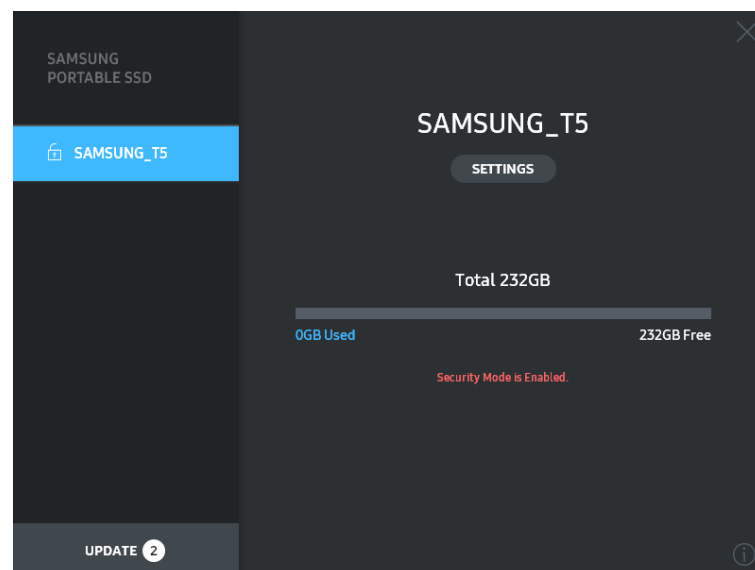 SAMSUNG
PORTABLE SSD
SAMSUNG_T5
UPDATE 2
SAMSUNG_T5
SETTINGS
Total 232GB
0GB Used 232GB Free
Security Mode is Enabled.